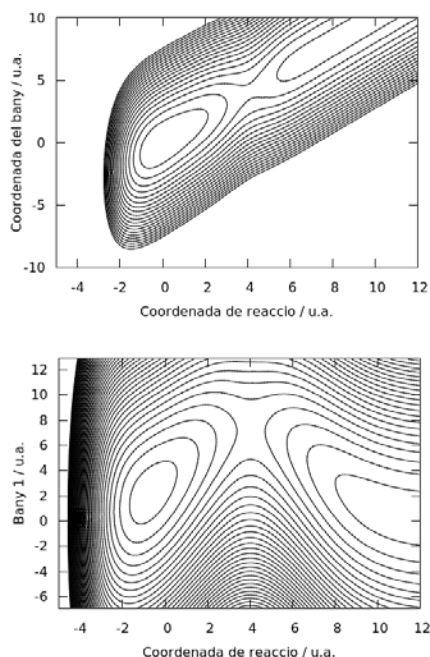 10
5
0
-5
-10
Coordenada del bany / u.a.
-4 -2 0 2 4 6 8 10 12
Coordenada de reaccio / u.a.
12
10
8
6
4
2
0
-2
-4
-6
Bany 1 / u.a.
-4 -2 0 2 4 6 8 10 12
Coordenada de reaccio / u.a.